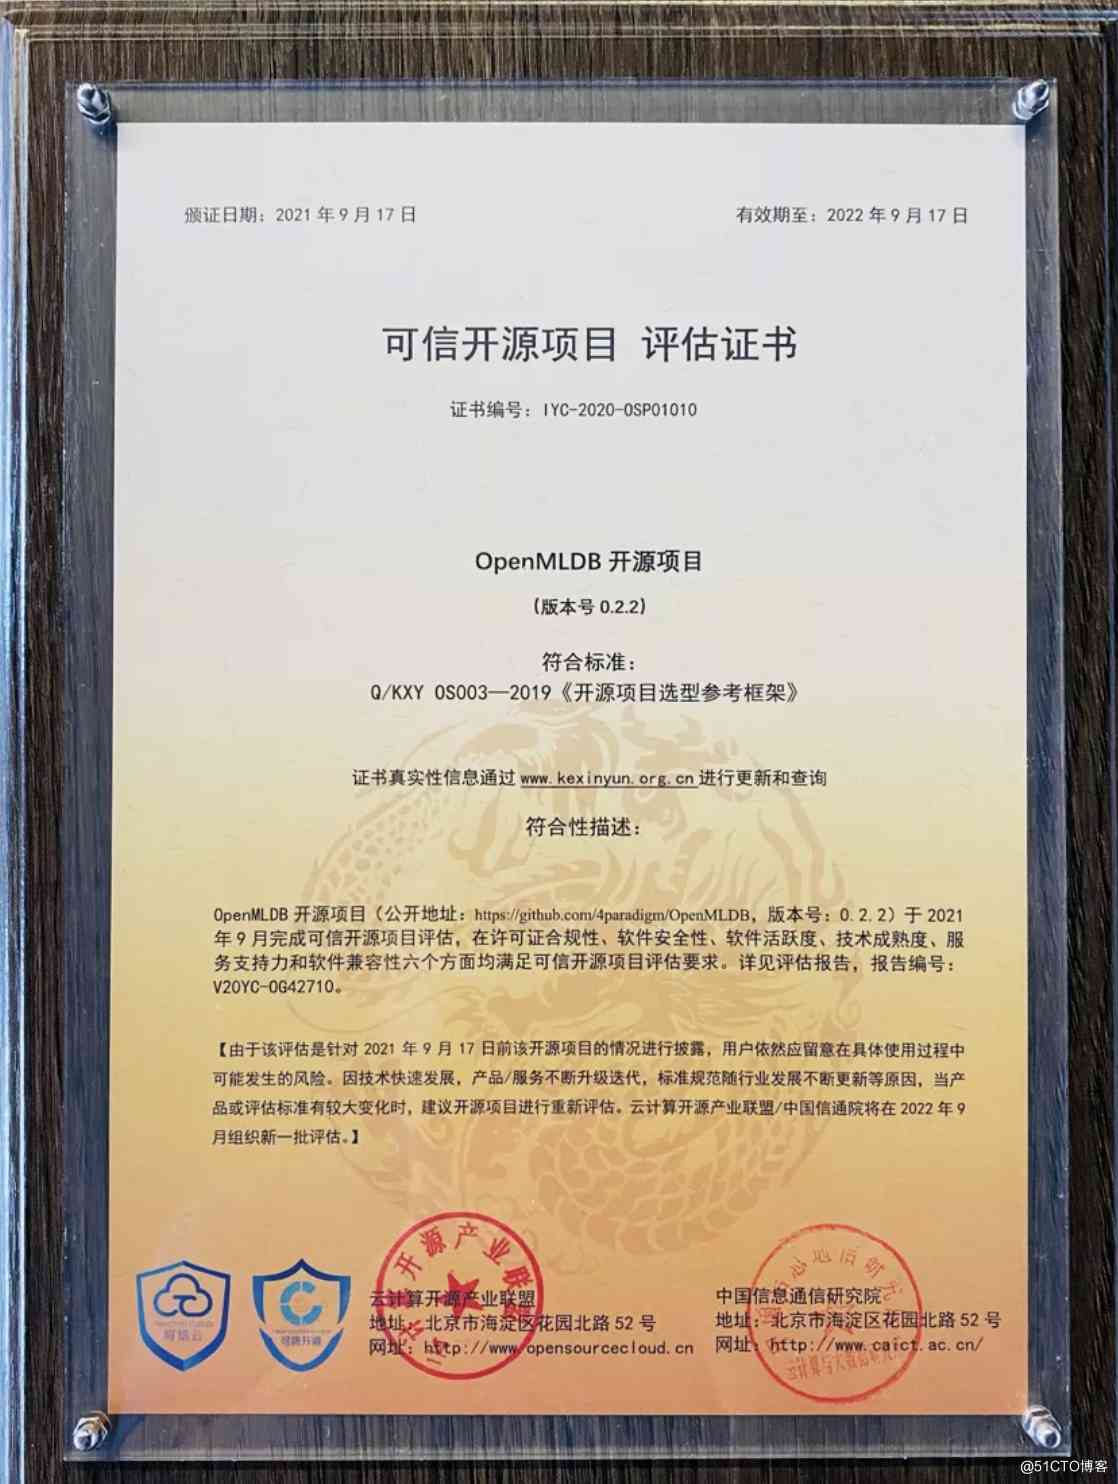 颁证日期：2021 年 9 月 17 日
有效期至：2022 年 9 月 17 日
可信开源项目 评估证书
证书编号：IYC-2020-OSP01010
OpenMLDB 开源项目
（版本号 0.2.2）
符合标准：
Q/KXY OS003—2019《开源项目选型参考框架》
证书真实性信息通过 www.kexinyun.org.cn 进行更新和查询
符合性描述：
OpenMLDB 开源项目（公开地址：https://github.com/4paradigm/OpenMLDB，版本号：0.2.2）于 2021
年 9 月完成可信开源项目评估，在许可证合规性、软件安全性、软件活跃度、技术成熟度、服
务支持力和软件兼容性六个方面均满足可信开源项目评估要求。详见评估报告，报告编号：
V20YC-OG42710。
【由于该评估是针对 2021 年 9 月 17 日前该开源项目的情况进行披露，用户依然应留意在具体使用过程中
可能发生的风险。因技术快速发展，产品/服务不断升级迭代，标准规范随行业发展不断更新等原因，当产
品或评估标准有较大变化时，建议开源项目进行重新评估。云计算开源产业联盟/中国信通院将在 2022 年 9
月组织新一批评估。】
可信云
可信开源
开源产业联盟
云计算开源产业联盟
地址：北京市海淀区花园北路 52 号
网址：http://www.opensourcecloud.cn
中国信息通信研究院
地址：北京市海淀区花园北路 52 号
网址：http://www.caict.ac.cn/
@51CTO博客